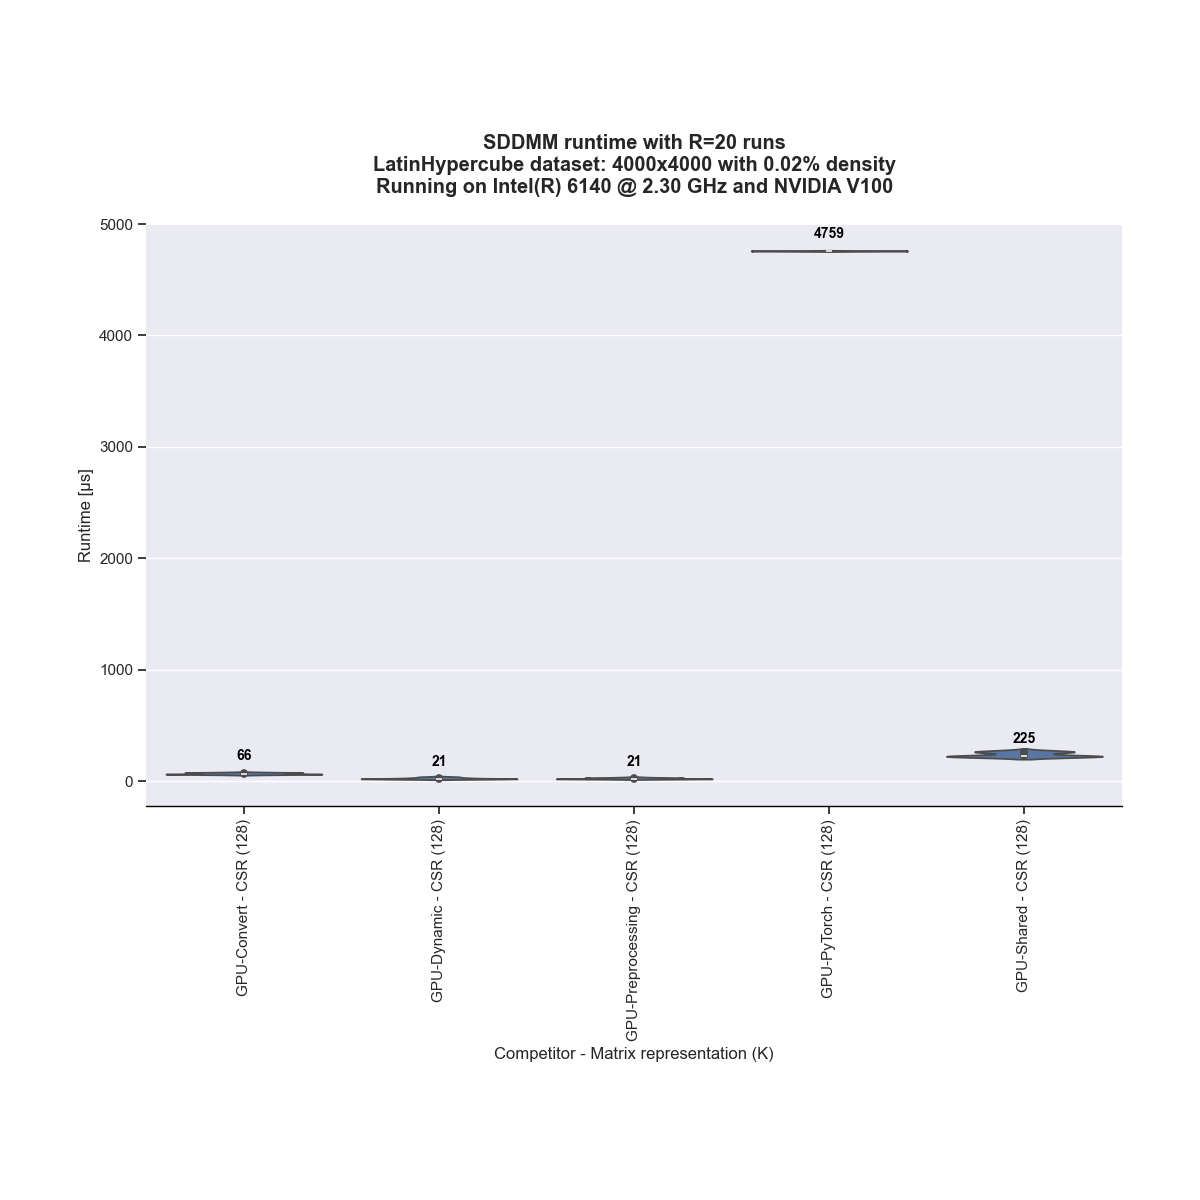 SDDMM runtime with R=20 runs
LatinHypercube dataset: 4000x4000 with 0.02% density
Running on Intel(R) 6140 @ 2.30 GHz and NVIDIA V100
5000
4000
3000
2000
1000
0
Runtime [µs]
66
21
21
4759
225
GPU-Convert - CSR (128)
GPU-Dynamic - CSR (128)
GPU-Preprocessing - CSR (128)
GPU-PyTorch - CSR (128)
GPU-Shared - CSR (128)
Competitor - Matrix representation (K)